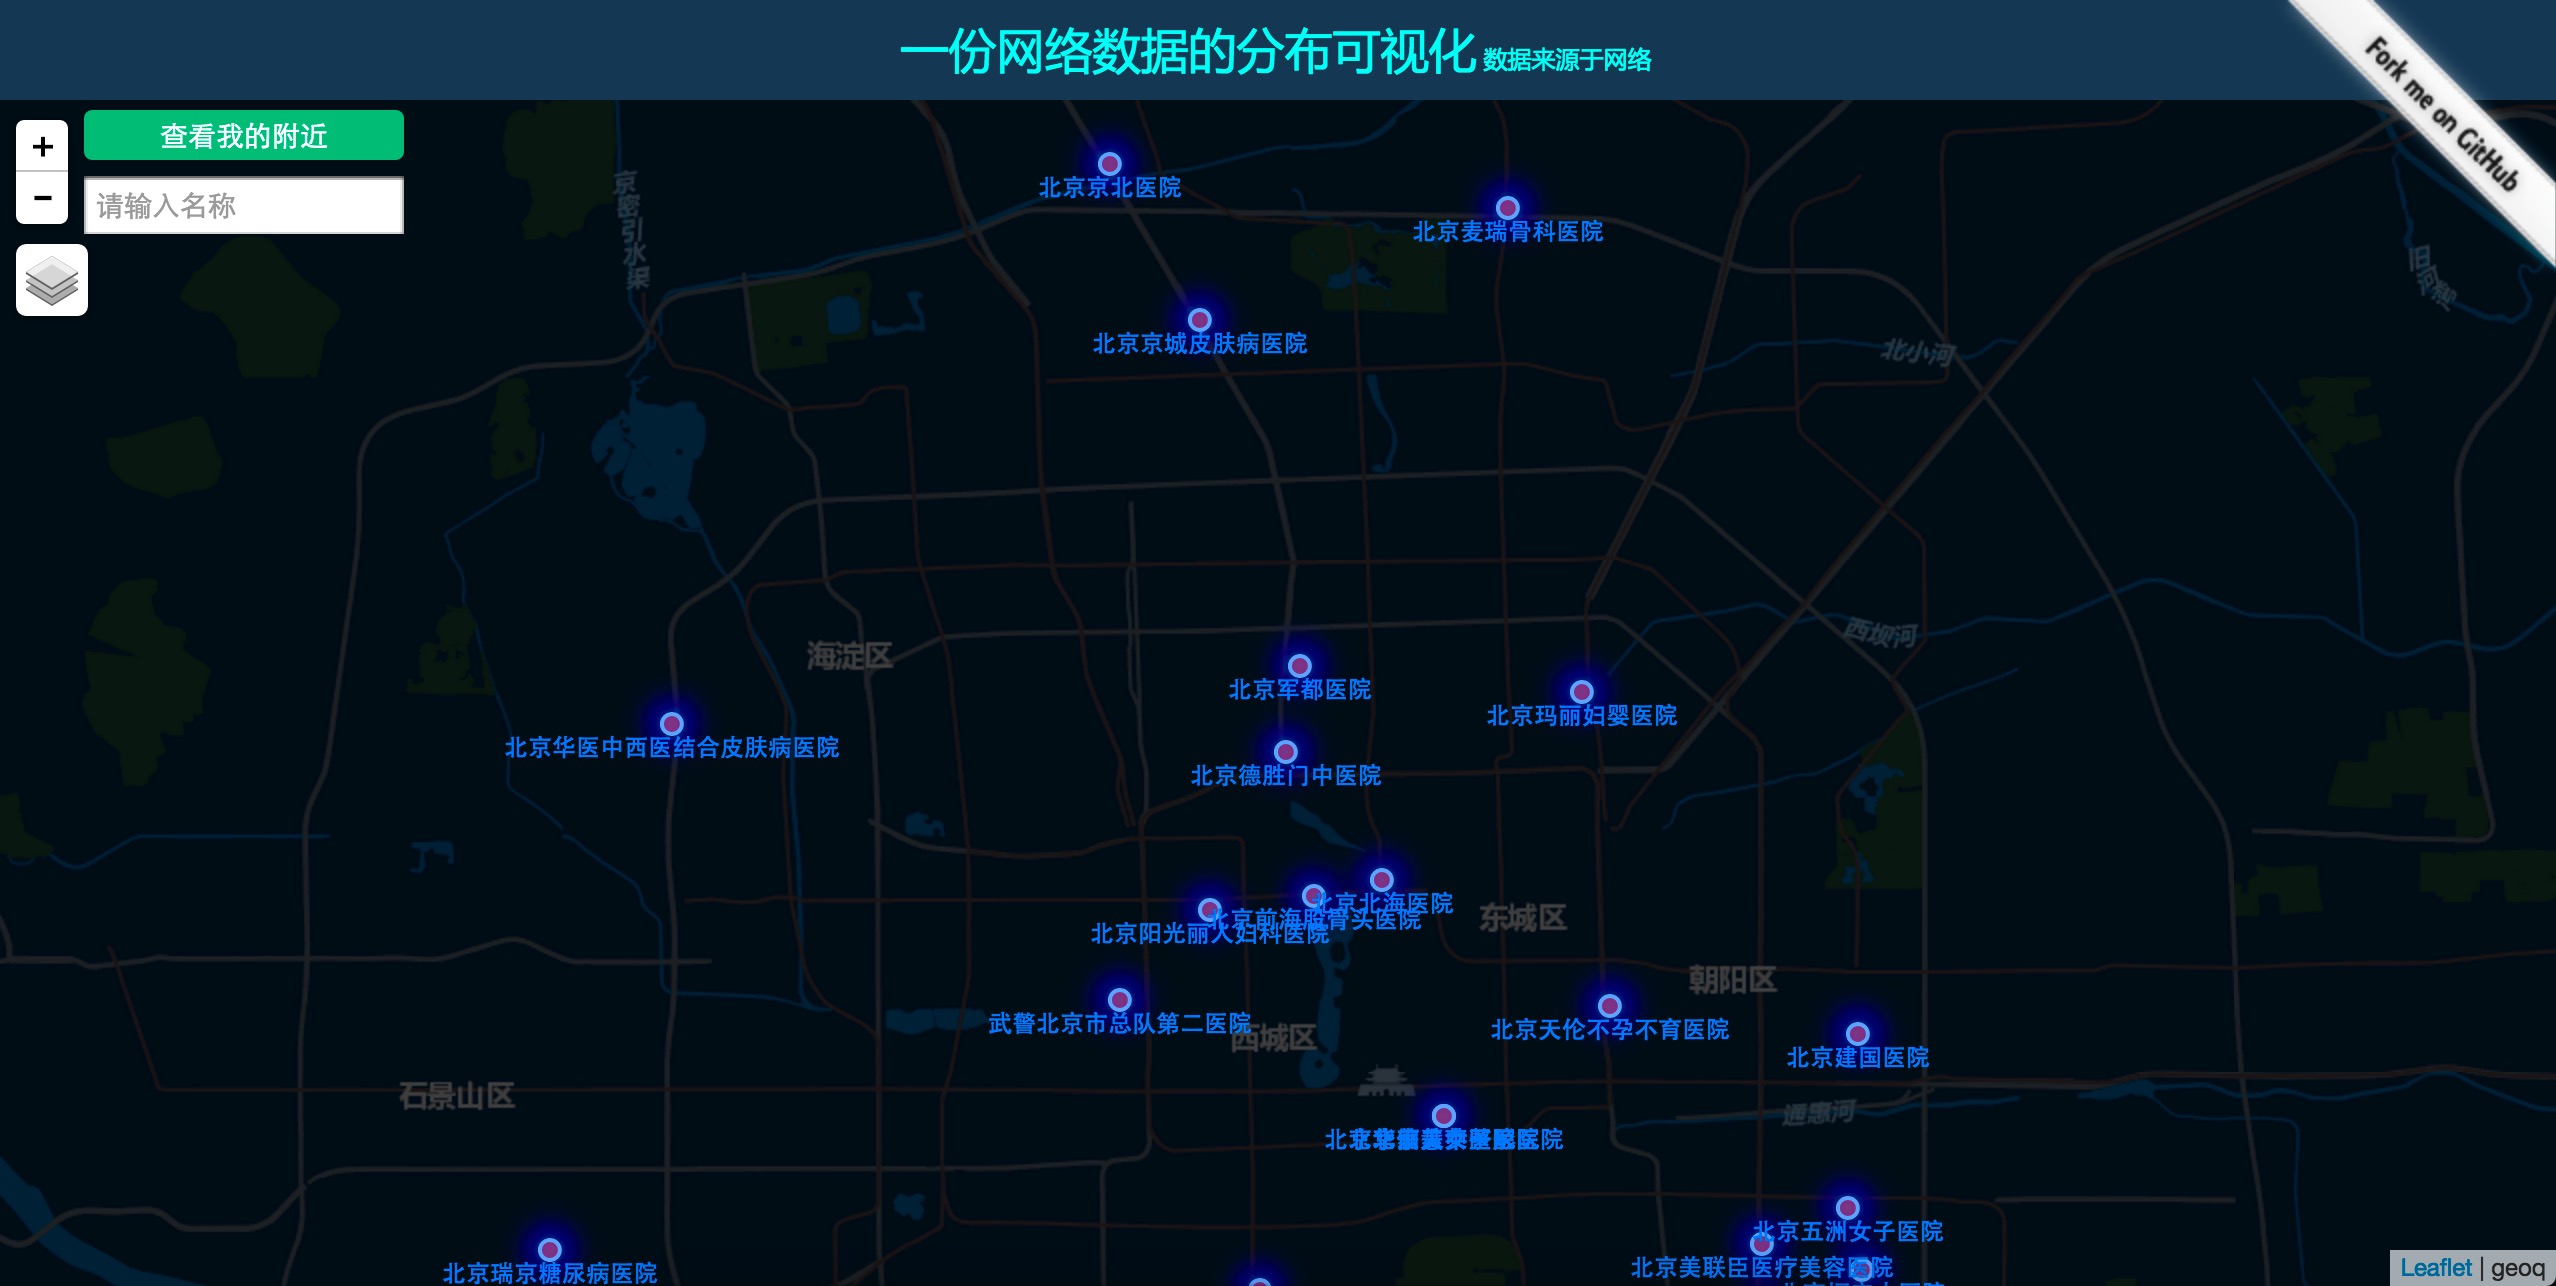 一份网络数据的分布可视化 数据来源于网络
Fork me on GitHub
+
查看我的附近
−
请输入名称
京密引水渠
北京京北医院
北京麦瑞骨科医院
北京京城皮肤病医院
北小河
海淀区
西坝河
北京军都医院
北京玛丽妇婴医院
北京华医中西医结合皮肤病医院
北京德胜门中医院
北京北海医院
北京前海股骨头医院
东城区
北京阳光丽人妇科医院
朝阳区
武警北京市总队第二医院
北京天伦不孕不育医院
西城区
北京建国医院
石景山区
通惠河
北京五洲女子医院
北京美联臣医疗美容医院
北京瑞京糖尿病医院
Leaflet | geoq